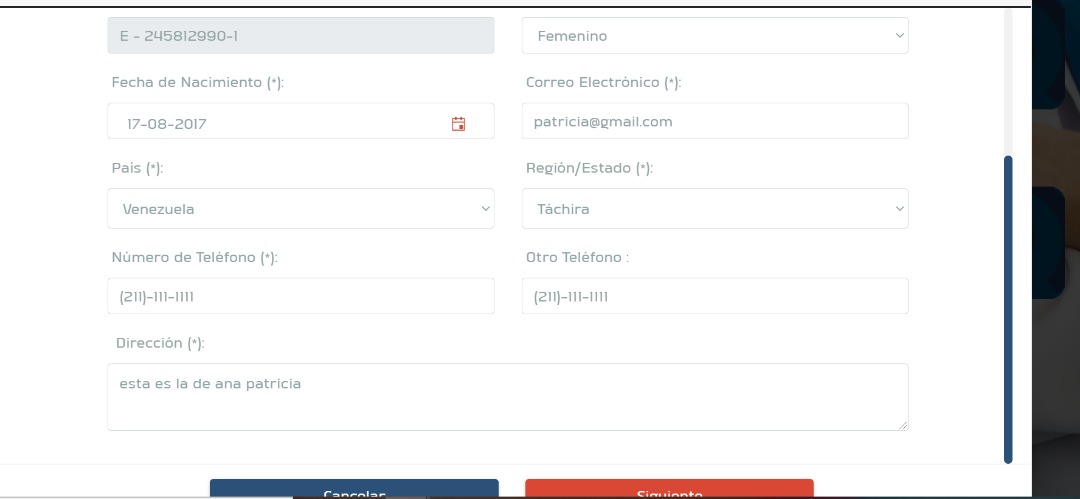 E - 245812990-1
Femenino
Fecha de Nacimiento (*):
Correo Electrónico (*):
17-08-2017
patricia@gmail.com
País (*):
Región/Estado (*):
Venezuela
Táchira
Número de Teléfono (*):
Otro Teléfono :
(211)-111-1111
(211)-111-1111
Dirección (*):
esta es la de ana patricia
Cancelar
Siguiente